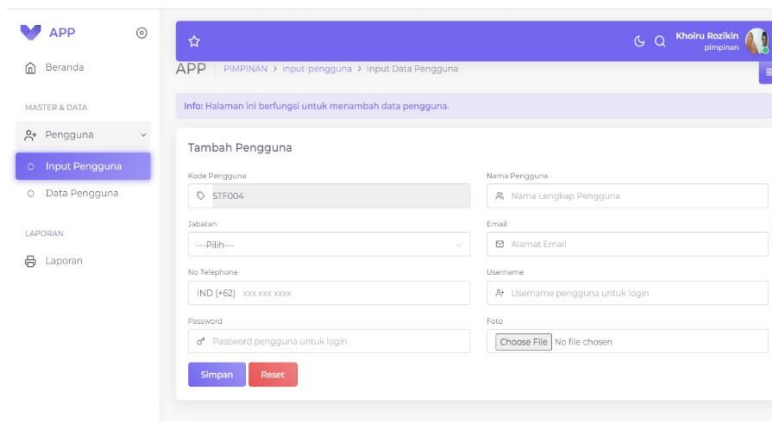 APP
Beranda
MASTER & DATA
Pengguna
Input Pengguna
Data Pengguna
LAPORAN
Laporan
Khoiru Rozikin
pimpinan
APP
PIMPINAN > input-pengguna > Input Data Pengguna
Info: Halaman ini berfungsi untuk menambah data pengguna.
Tambah Pengguna
Kode Pengguna
STF004
Nama Pengguna
Nama Lengkap Pengguna
Jabatan
---Pilih---
Email
Alamat Email
No Telephone
IND (+62) xxx xxx xxxx
Username
Username pengguna untuk login
Password
Password pengguna untuk login
Foto
Choose File No file chosen
Simpan
Reset